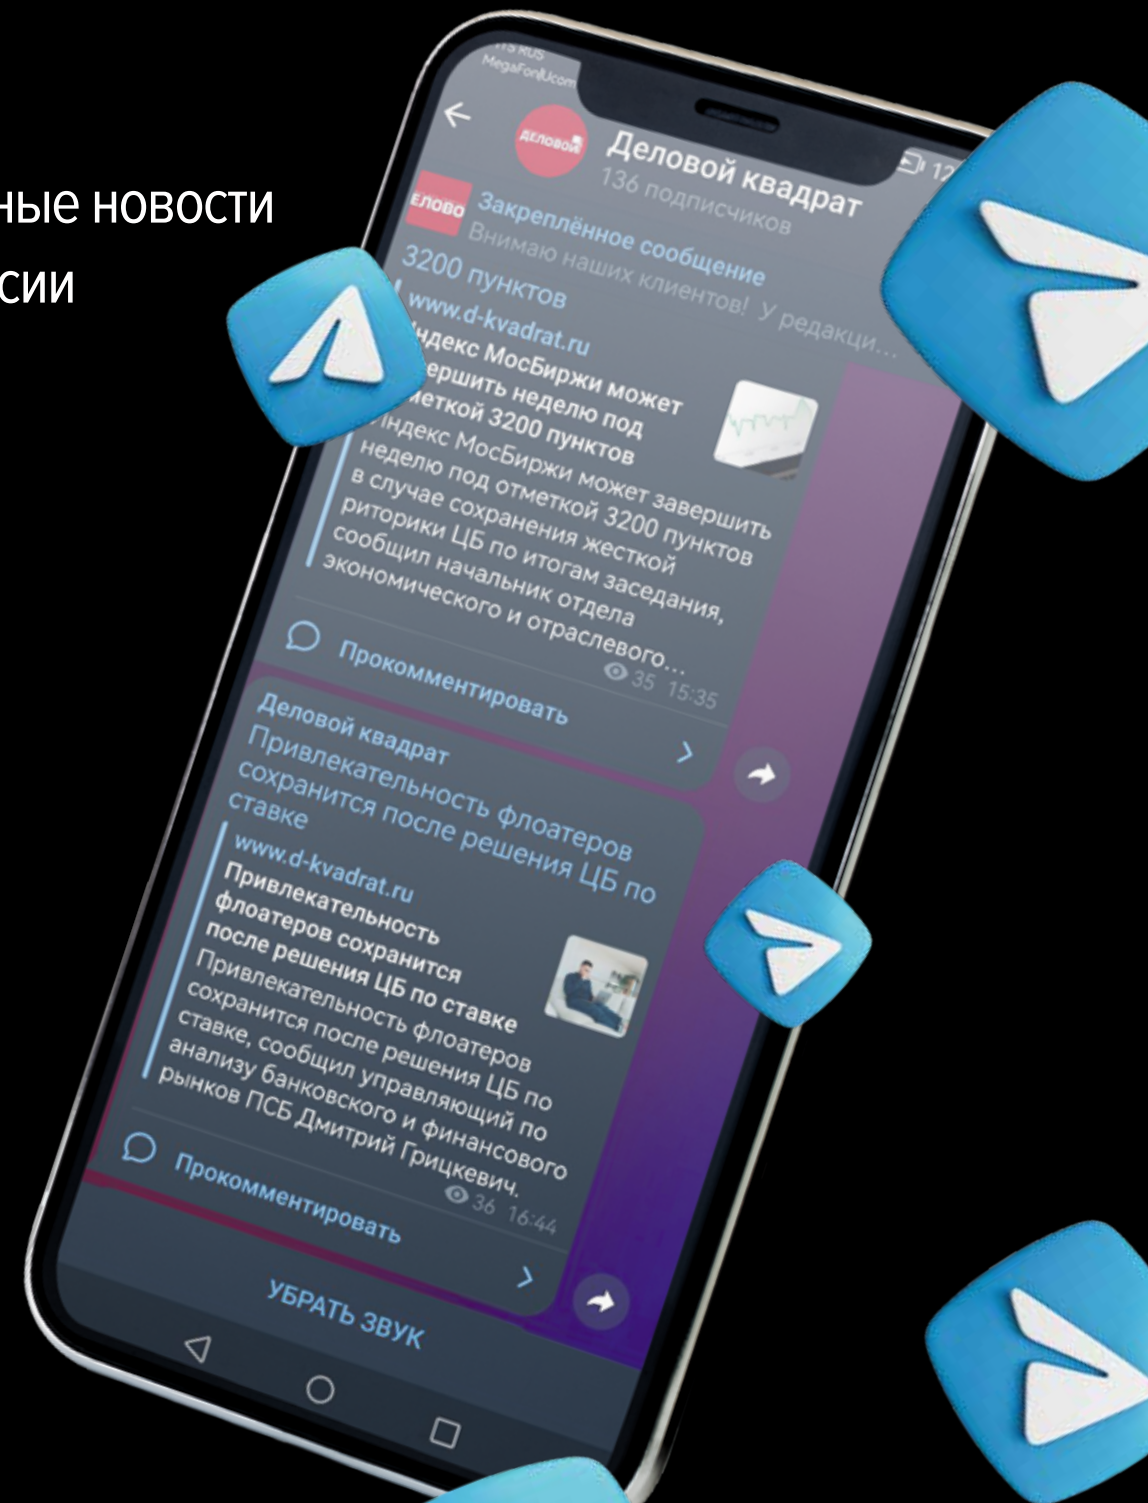 ные новости
сии
MegaFon|Ucom
12
ДЕЛОВОЙ
Деловой квадрат
136 подписчиков
ЕЛОВО
Закреплённое сообщение
Внимаю наших клиентов! У редакци...
3200 пунктов
www.d-kvadrat.ru
ндекс МосБиржи может
ершить неделю под
меткой 3200 пунктов
Индекс МосБиржи может завершить
неделю под отметкой 3200 пунктов
в случае сохранения жесткой
риторики ЦБ по итогам заседания,
сообщил начальник отдела
экономического и отраслевого...
35 15:35
Прокомментировать
Деловой квадрат
Привлекательность флоатеров
сохранится после решения ЦБ по
ставке
www.d-kvadrat.ru
Привлекательность
флоатеров сохранится
после решения ЦБ по ставке
Привлекательность флоатеров
сохранится после решения ЦБ по
ставке, сообщил управляющий по
анализу банковского и финансового
рынков ПСБ Дмитрий Грицкевич.
36 16:44
Прокомментировать
УБРАТЬ ЗВУК